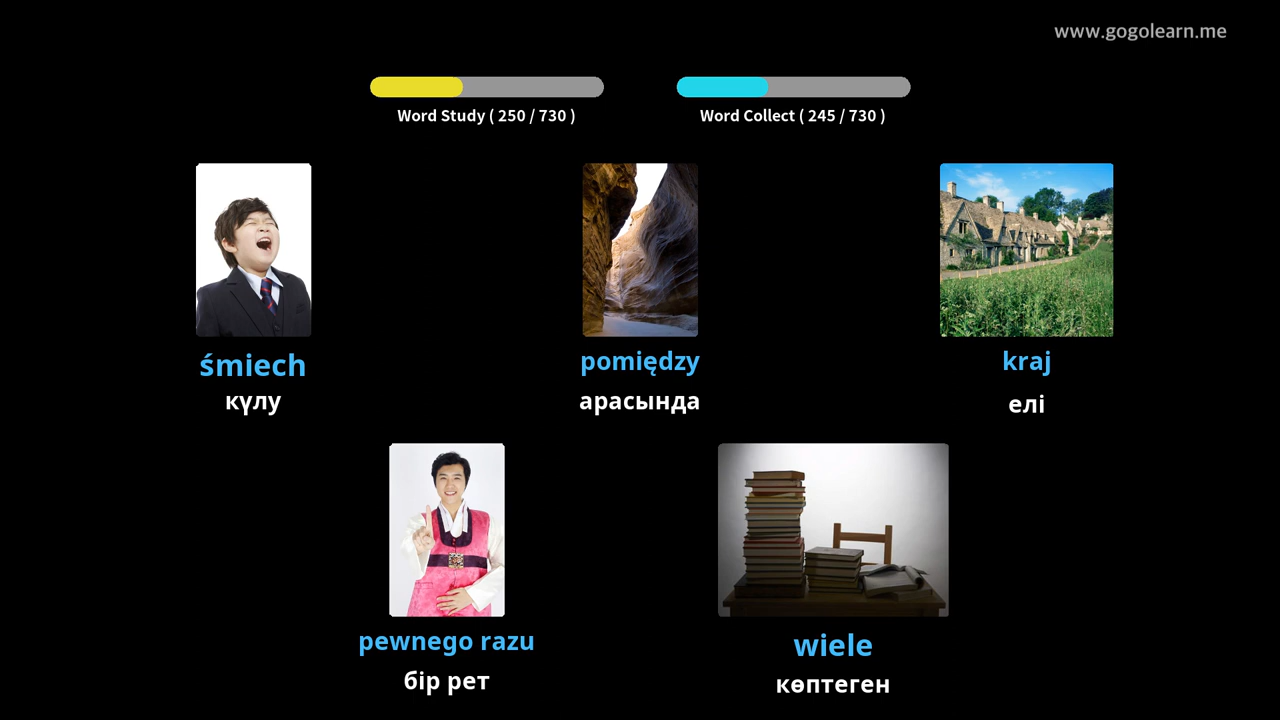 www.gogolearn.me
Word Study ( 250 / 730 )
Word Collect ( 245 / 730 )
śmiech
күлу
pomiędzy
арасында
kraj
елі
pewnego razu
бір рет
wiele
көптеген